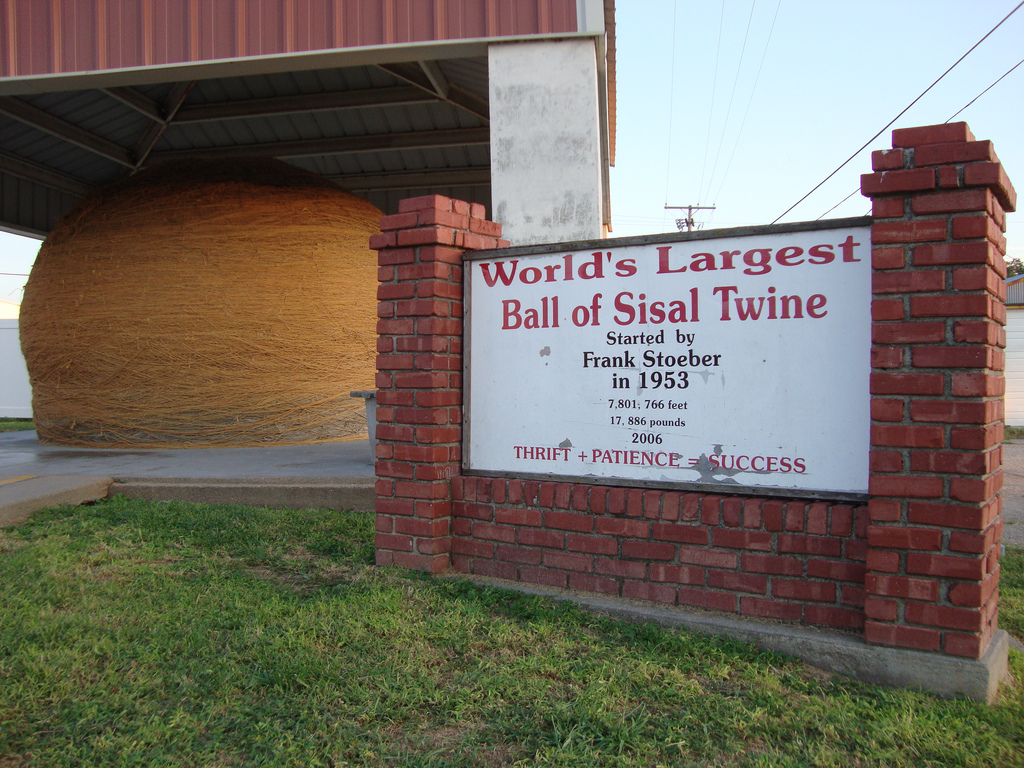 World's Largest
Ball of Sisal Twine
Started by
Frank Stoeber
in 1953
7,801, 766 feet
17, 886 pounds
2006
THRIFT + PATIENCE = SUCCESS